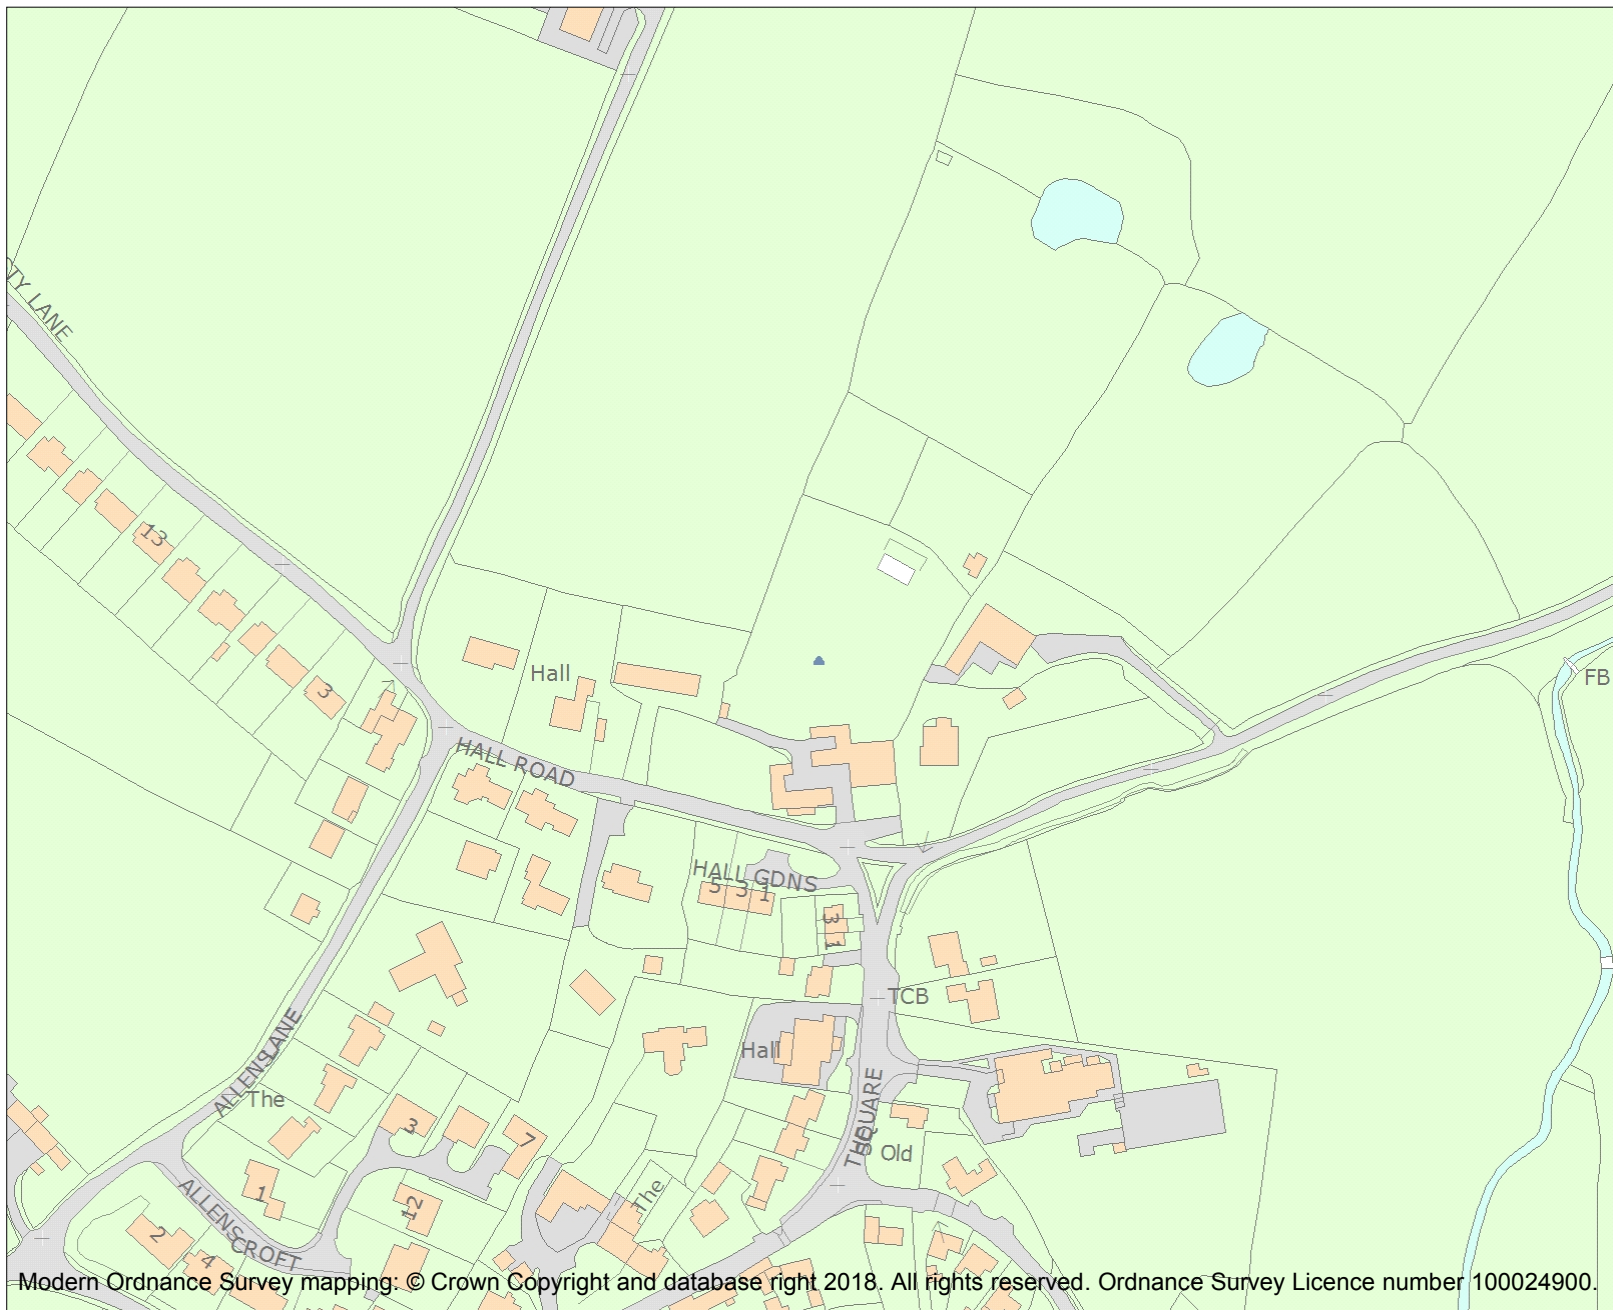 TY LANE
13
3
Hall
HALL ROAD
FB
HALL GDNS
5 3 1
3
1
TCB
Hall
ALLENS LANE
The
3
7
THE SQUARE
Old
1
12
The
ALLENS CROFT
2
4
Modern Ordnance Survey mapping: © Crown Copyright and database right 2018. All rights reserved. Ordnance Survey Licence number 100024900.